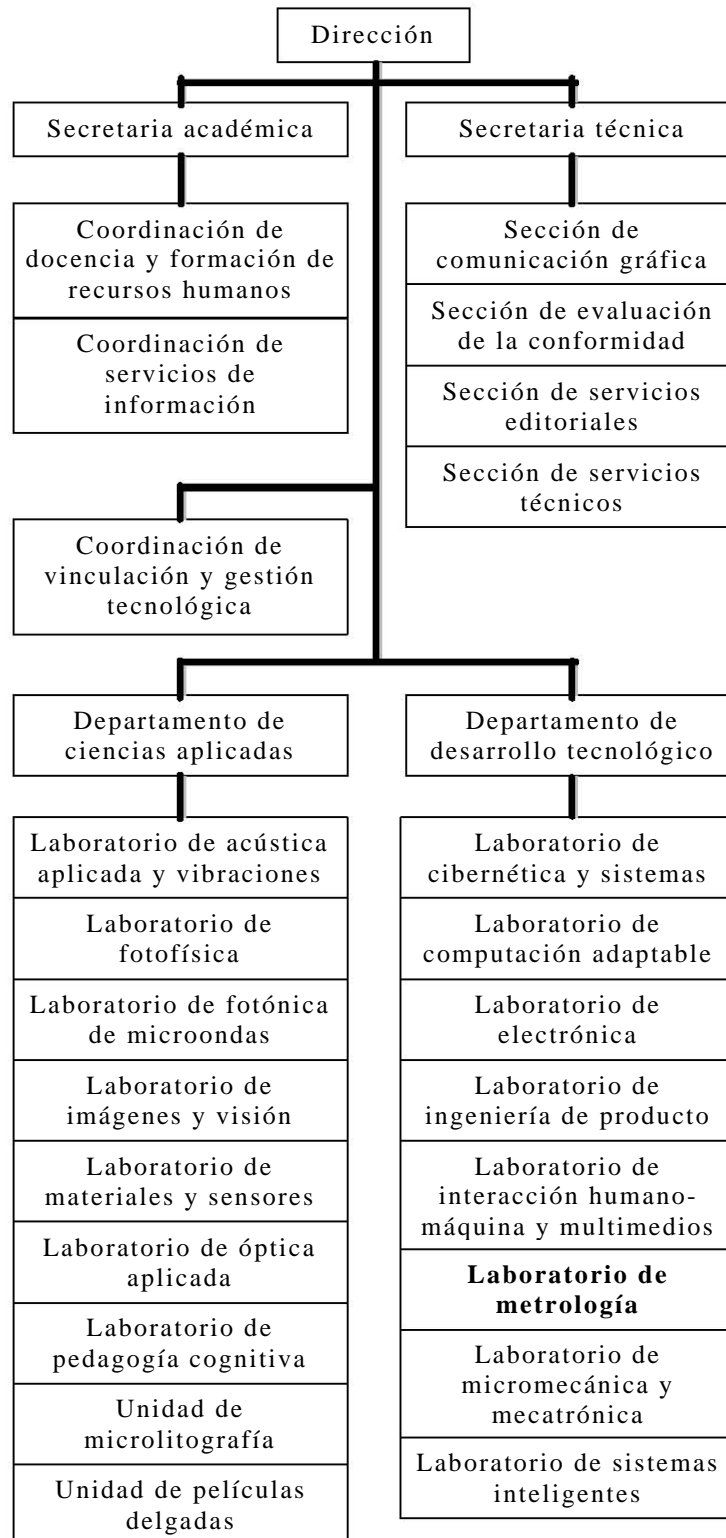 Dirección
Secretaria académica
Secretaria técnica
Coordinación de
docencia y formación de
recursos humanos
Coordinación de
servicios de
información
Sección de
comunicación gráfica
Sección de evaluación
de la conformidad
Sección de servicios
editoriales
Sección de servicios
técnicos
Coordinación de
vinculación y gestión
tecnológica
Departamento de
ciencias aplicadas
Departamento de
desarrollo tecnológico
Laboratorio de acústica
aplicada y vibraciones
Laboratorio de
fotofísica
Laboratorio de fotónica
de microondas
Laboratorio de
imágenes y visión
Laboratorio de
materiales y sensores
Laboratorio de óptica
aplicada
Laboratorio de
pedagogía cognitiva
Unidad de
microlitografía
Unidad de películas
delgadas
Laboratorio de
cibernética y sistemas
Laboratorio de
computación adaptable
Laboratorio de
electrónica
Laboratorio de
ingeniería de producto
Laboratorio de
interacción humano-
máquina y multimedios
Laboratorio de
metrología
Laboratorio de
micromecánica y
mecatrónica
Laboratorio de sistemas
inteligentes